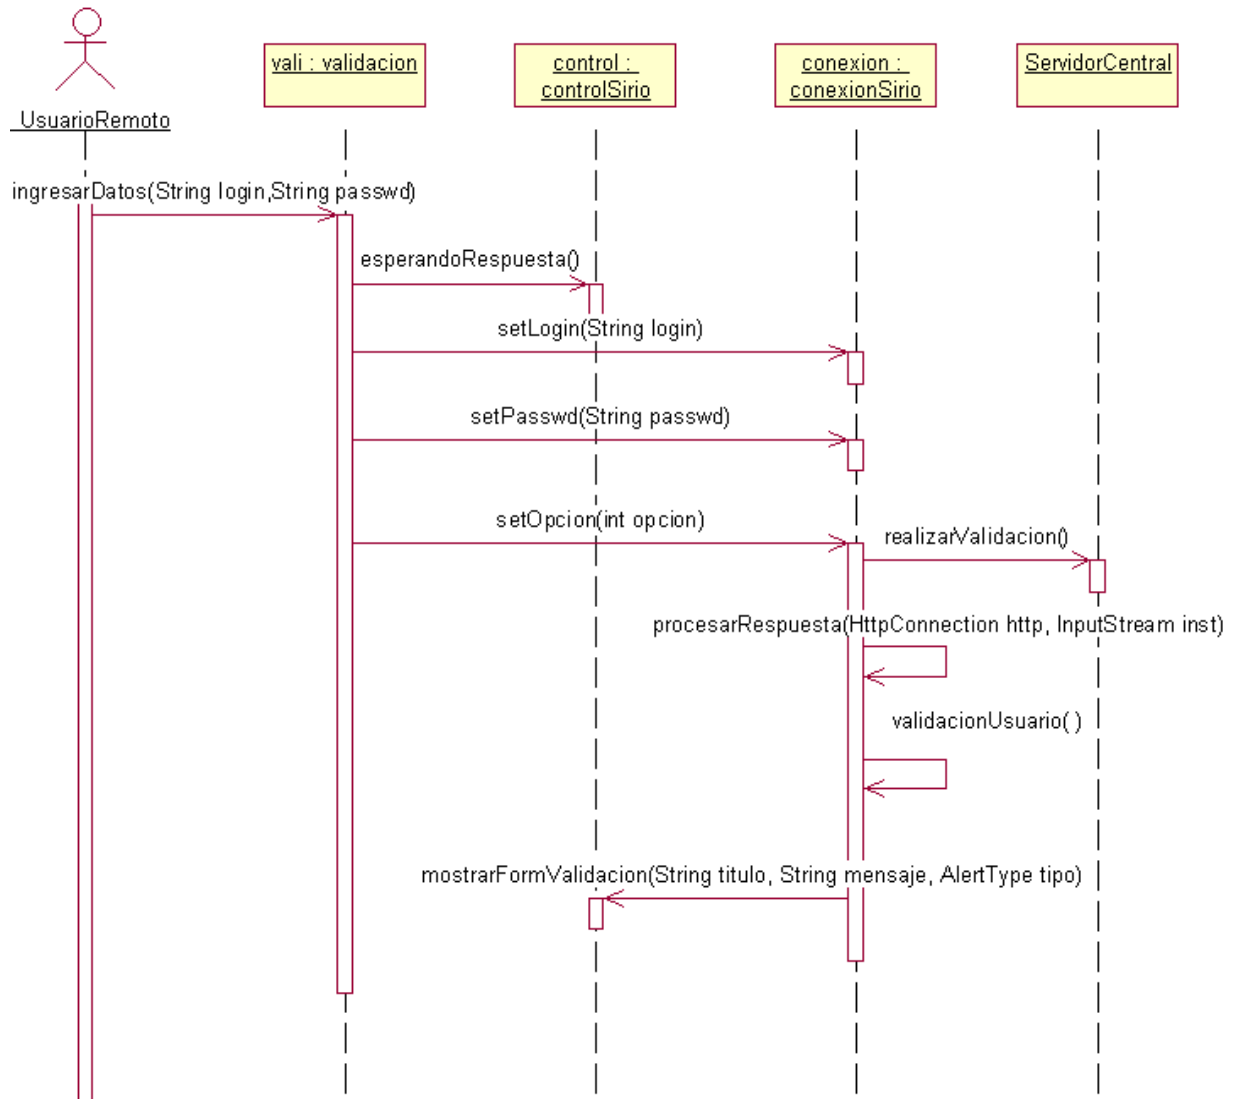 vali : validacion
control :
controlSirio
conexion :
conexionSirio
ServidorCentral
UsuarioRemoto
ingresarDatos(String login,String passwd)
esperandoRespuesta()
setLogin(String login)
setPasswd(String passwd)
setOpcion(int opcion)
realizarValidacion()
procesarRespuesta(HttpConnection http, InputStream inst)
validacionUsuario( )
mostrarFormValidacion(String titulo, String mensaje, AlertType tipo)